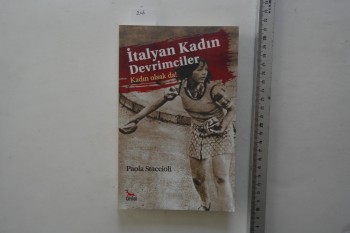 İtalyan Kadın
Devrimciler
Kadın olsak da!
Paola Staccioli